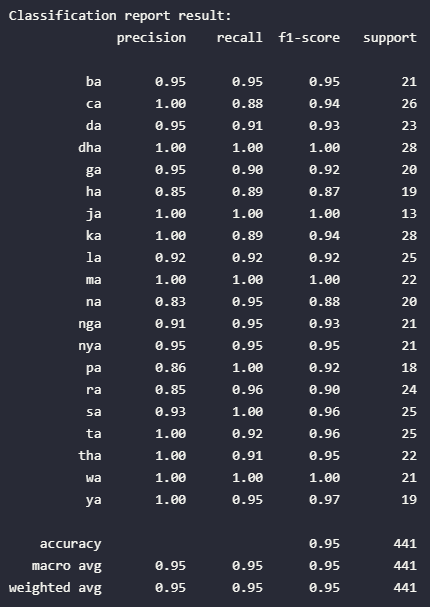 Classification report result:
precision recall f1-score support
ba 0.95 0.95 0.95 21
ca 1.00 0.88 0.94 26
da 0.95 0.91 0.93 23
dha 1.00 1.00 1.00 28
ga 0.95 0.90 0.92 20
ha 0.85 0.89 0.87 19
ja 1.00 1.00 1.00 13
ka 1.00 0.89 0.94 28
la 0.92 0.92 0.92 25
ma 1.00 1.00 1.00 22
na 0.83 0.95 0.88 20
nga 0.91 0.95 0.93 21
nya 0.95 0.95 0.95 21
pa 0.86 1.00 0.92 18
ra 0.85 0.96 0.90 24
sa 0.93 1.00 0.96 25
ta 1.00 0.92 0.96 25
tha 1.00 0.91 0.95 22
wa 1.00 1.00 1.00 21
ya 1.00 0.95 0.97 19
accuracy 0.95 441
macro avg 0.95 0.95 0.95 441
weighted avg 0.95 0.95 0.95 441